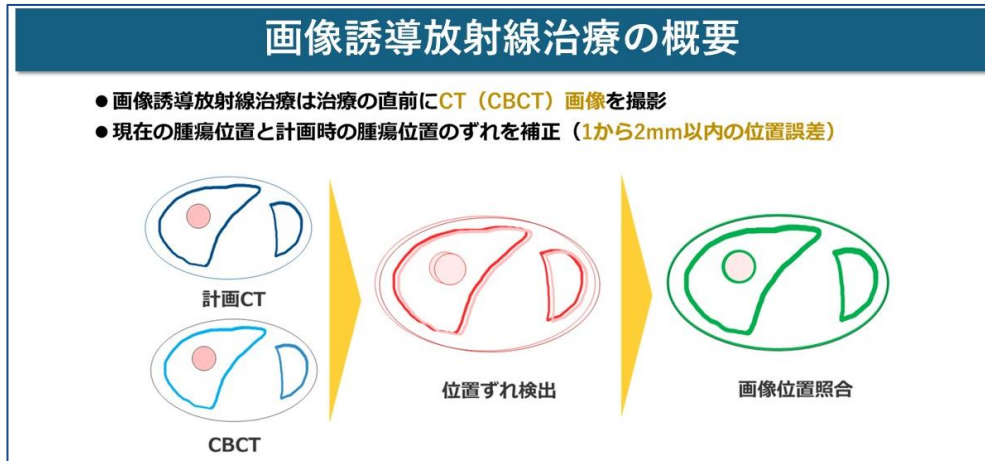 画像誘導放射線治療の概要
●画像誘導放射線治療は治療の直前にCT（CBCT）画像を撮影
●現在の腫瘍位置と計画時の腫瘍位置のずれを補正（1から2mm以内の位置誤差）
計画CT
CBCT
位置ずれ検出
画像位置照合